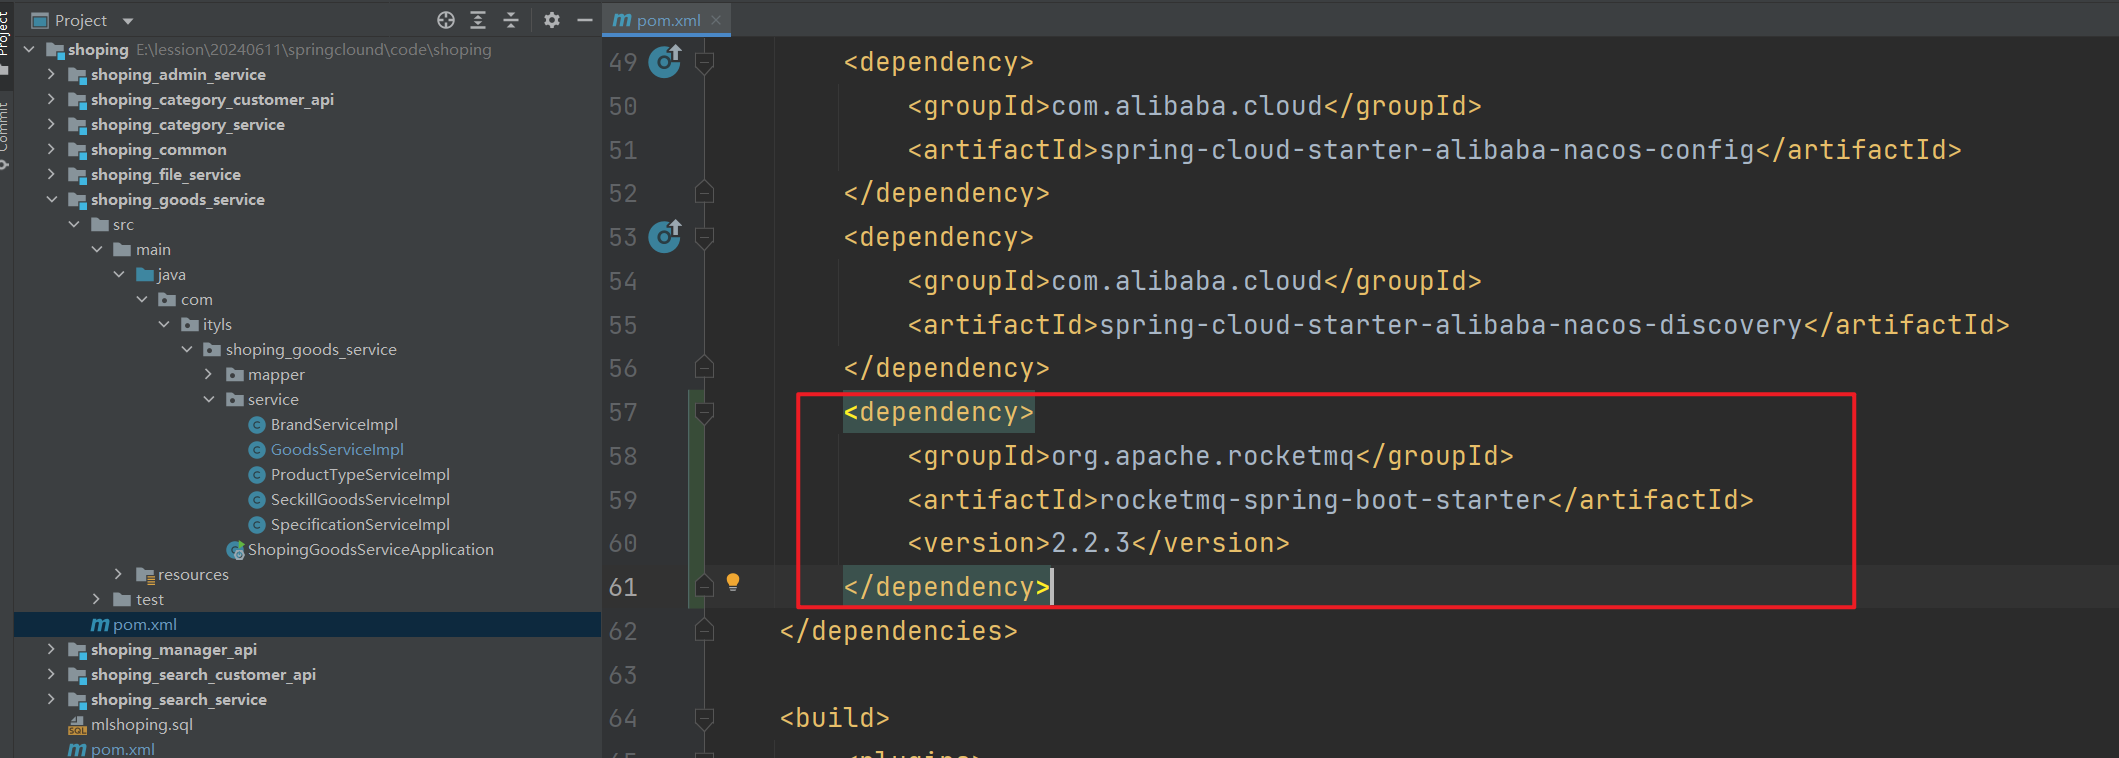 Project
Project
Commit
shoping E:\lession\20240611\springclound\code\shoping
shoping_admin_service
shoping_category_customer_api
shoping_category_service
shoping_common
shoping_file_service
shoping_goods_service
src
main
java
com
ityls
shoping_goods_service
mapper
service
BrandServiceImpl
GoodsServiceImpl
ProductTypeServiceImpl
SeckillGoodsServiceImpl
SpecificationServiceImpl
ShopingGoodsServiceApplication
resources
test
pom.xml
shoping_manager_api
shoping_search_customer_api
shoping_search_service
mlshoping.sql
pom.xml
pom.xml
49 <dependency>
50 <groupId>com.alibaba.cloud</groupId>
51 <artifactId>spring-cloud-starter-alibaba-nacos-config</artifactId>
52 </dependency>
53 <dependency>
54 <groupId>com.alibaba.cloud</groupId>
55 <artifactId>spring-cloud-starter-alibaba-nacos-discovery</artifactId>
56 </dependency>
57 <dependency>
58 <groupId>org.apache.rocketmq</groupId>
59 <artifactId>rocketmq-spring-boot-starter</artifactId>
60 <version>2.2.3</version>
61 </dependency>
62 </dependencies>
63
64 <build>
65 <plugins>